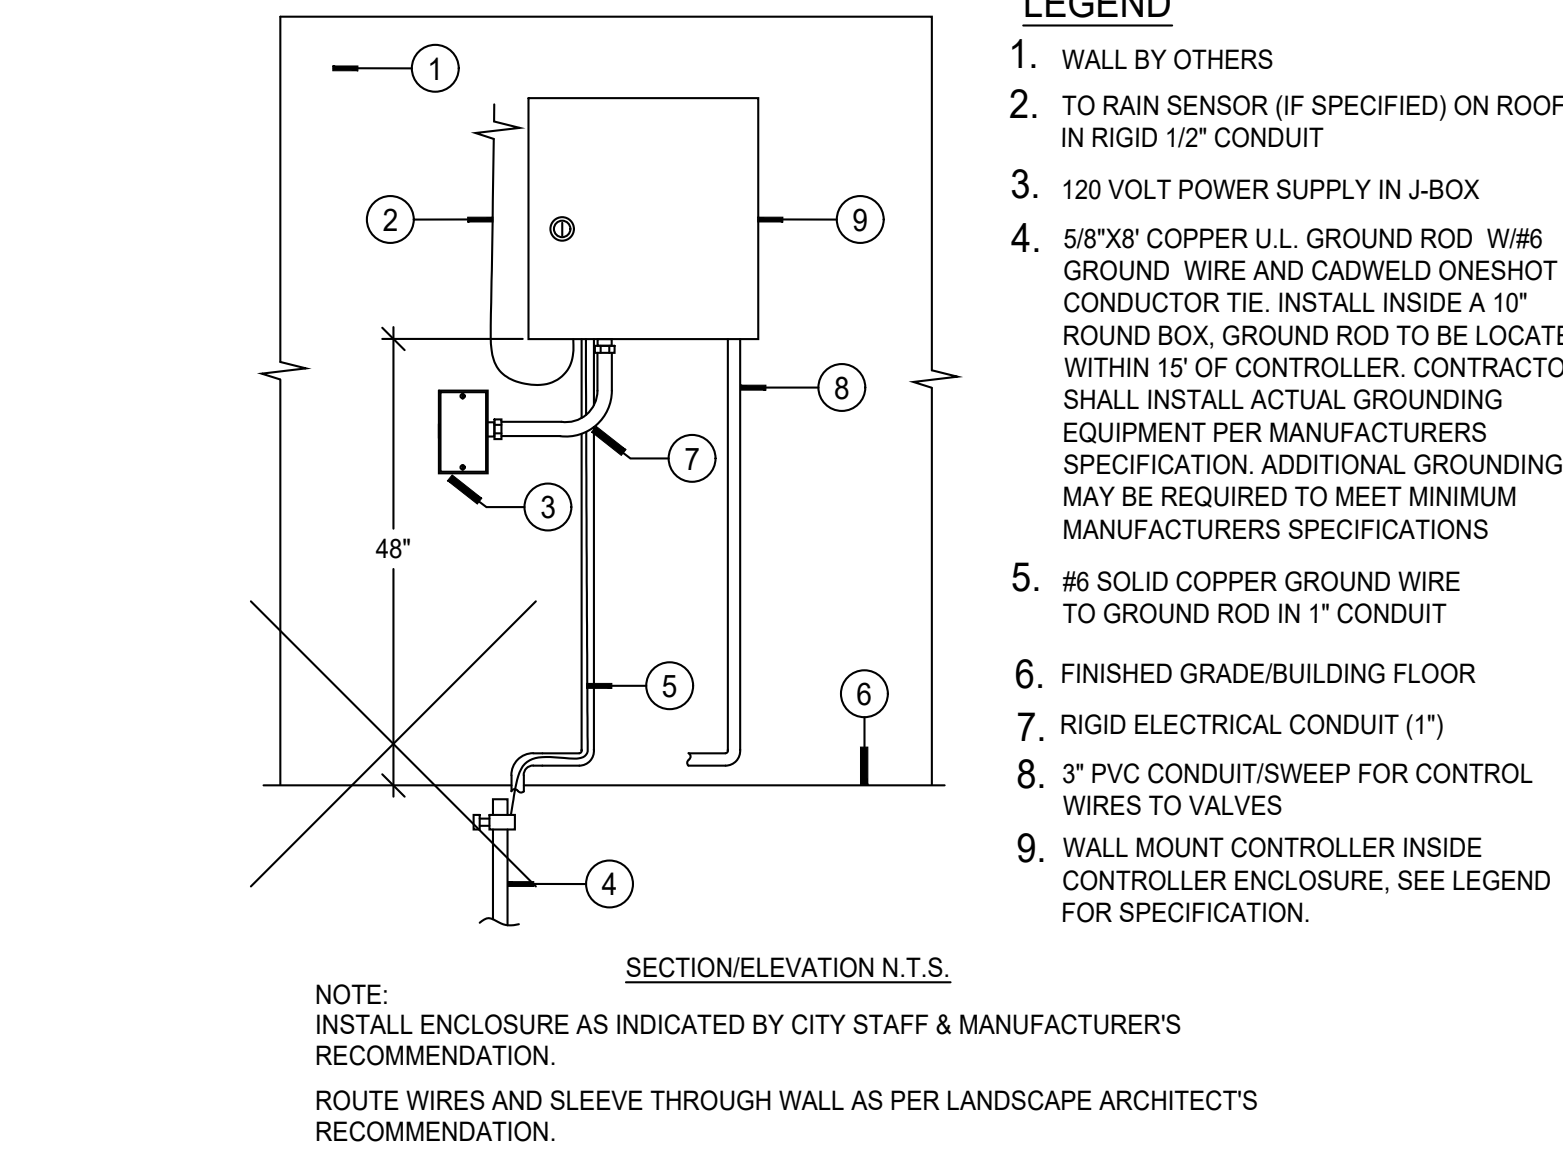 LEGEND
1. WALL BY OTHERS
2. TO RAIN SENSOR (IF SPECIFIED) ON ROOF
IN RIGID 1/2" CONDUIT
3. 120 VOLT POWER SUPPLY IN J-BOX
4. 5/8"X8' COPPER U.L. GROUND ROD W/#6
GROUND WIRE AND CADWELD ONESHOT
CONDUCTOR TIE. INSTALL INSIDE A 10"
ROUND BOX, GROUND ROD TO BE LOCATE
WITHIN 15' OF CONTROLLER. CONTRACTO
SHALL INSTALL ACTUAL GROUNDING
EQUIPMENT PER MANUFACTURERS
SPECIFICATION. ADDITIONAL GROUNDING
MAY BE REQUIRED TO MEET MINIMUM
MANUFACTURERS SPECIFICATIONS
5. #6 SOLID COPPER GROUND WIRE
TO GROUND ROD IN 1" CONDUIT
6. FINISHED GRADE/BUILDING FLOOR
7. RIGID ELECTRICAL CONDUIT (1")
8. 3" PVC CONDUIT/SWEEP FOR CONTROL
WIRES TO VALVES
9. WALL MOUNT CONTROLLER INSIDE
CONTROLLER ENCLOSURE, SEE LEGEND
FOR SPECIFICATION.
1
2
9
8
7
3
48"
5
6
4
SECTION/ELEVATION N.T.S.
NOTE:
INSTALL ENCLOSURE AS INDICATED BY CITY STAFF & MANUFACTURER'S
RECOMMENDATION.
ROUTE WIRES AND SLEEVE THROUGH WALL AS PER LANDSCAPE ARCHITECT'S
RECOMMENDATION.